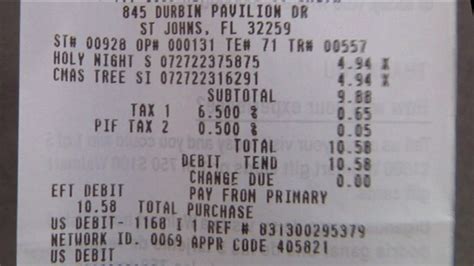 845 DURBIN PAVILION DR
ST JOHNS, FL 32259
ST# 00928 OP# 000131 TE# 71 TR# 00557
HOLY NIGHT S 072722375875 4.94 X
CMAS TREE SI 072722316291 4.94 X
SUBTOTAL 9.88
TAX 1 6.500 % 0.65
PIF TAX 2 0.500 % 0.05
TOTAL 10.58
DEBIT TEND 10.58
CHANGE DUE 0.00
EFT DEBIT PAY FROM PRIMARY
10.58 TOTAL PURCHASE
US DEBIT- 1168 I 1 REF # 831300295379
NETWORK ID. 0069 APPR CODE 405821
US DEBIT